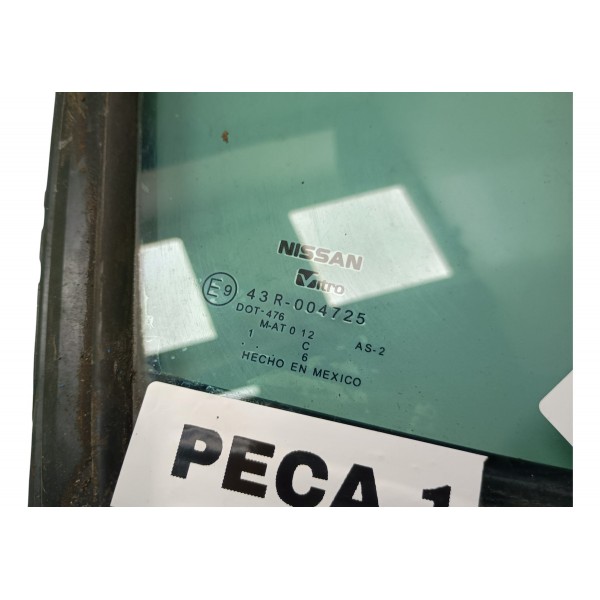 NISSAN
Vitro
E9 43R-004725
DOT-476
M-AT 0 12 AS-2
1 C
.. 6
HECHO EN MEXICO
PECA 1